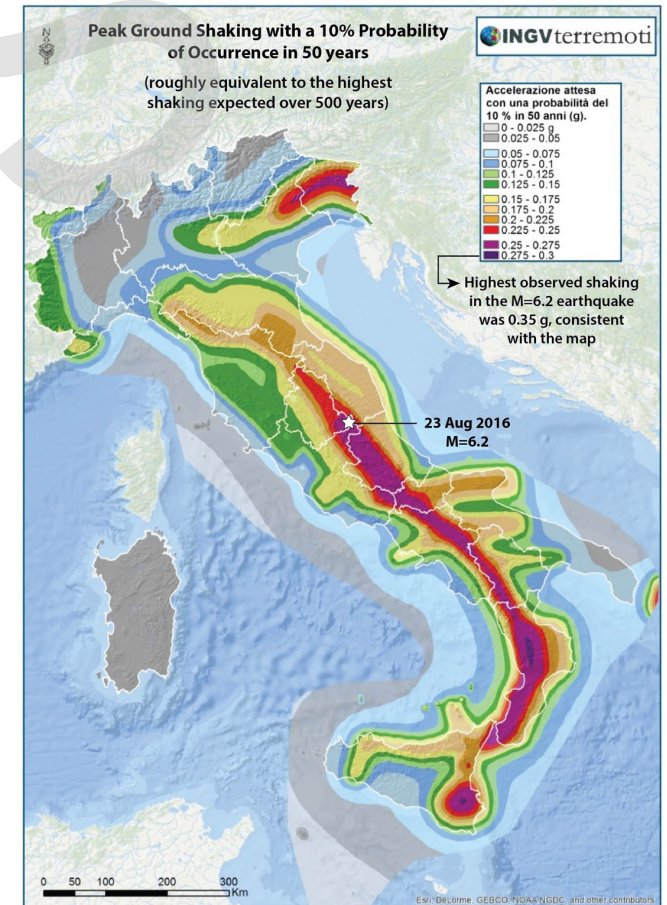 Peak Ground Shaking with a 10% Probability
of Occurrence in 50 years
(roughly equivalent to the highest
shaking expected over 500 years)
N
INGVterremoti
Accelerazione attesa
con una probabilità del
10 % in 50 anni (g).
0 - 0.025 g
0.025 - 0.05
0.05 - 0.075
0.075 - 0.1
0.1 - 0.125
0.125 - 0.15
0.15 - 0.175
0.175 - 0.2
0.2 - 0.225
0.225 - 0.25
0.25 - 0.275
0.275 - 0.3
Highest observed shaking
in the M=6.2 earthquake
was 0.35 g, consistent
with the map
23 Aug 2016
M=6.2
0 50 100 200 300
Km
Esri, DeLorme, GEBCO, NOAA NGDC, and other contributors